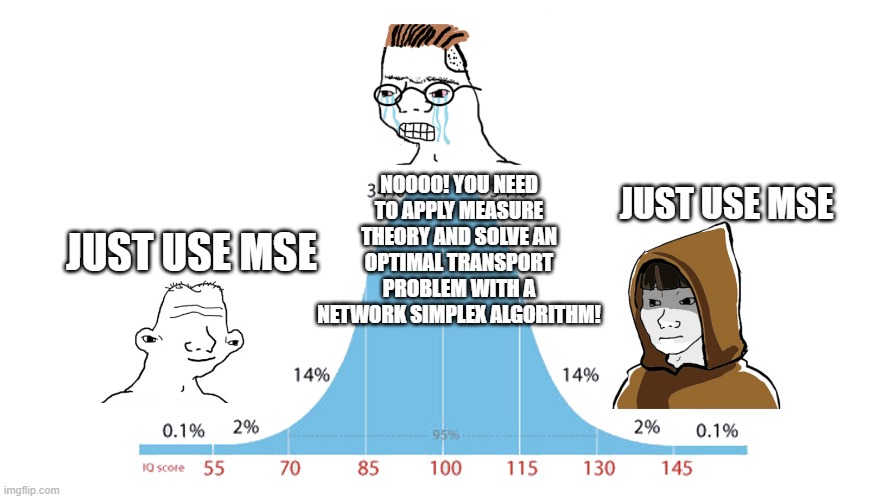 NOOOO! YOU NEED
TO APPLY MEASURE
THEORY AND SOLVE AN
OPTIMAL TRANSPORT
PROBLEM WITH A
NETWORK SIMPLEX ALGORITHM!
JUST USE MSE
JUST USE MSE
14%
14%
0.1%
2%
95%
2%
0.1%
IQ score 55 70 85 100 115 130 145
imgflip.com